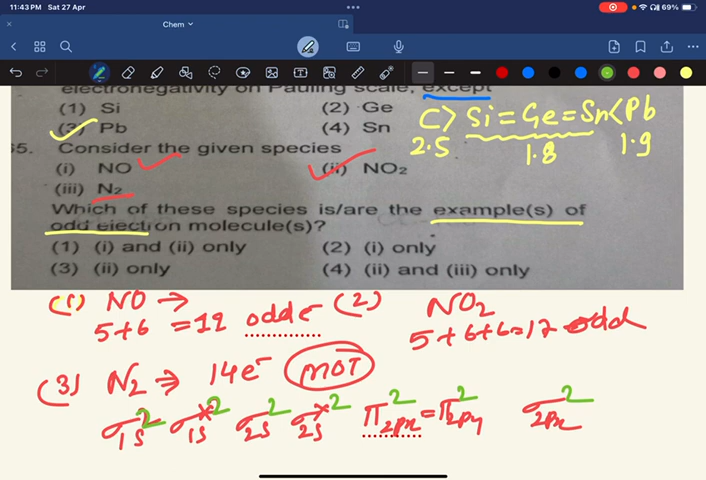 11:43 PM Sat 27 Apr
69%
Chem
electronegativity on Pauling scale, except
(1) Si (2) Ge
(3) Pb (4) Sn
C > Si = Ge = Sn < Pb
2.5 1.8 1.9
55. Consider the given species
(i) NO (ii) NO₂
(iii) N₂
Which of these species is/are the example(s) of
odd electron molecule(s)?
(1) (i) and (ii) only (2) (i) only
(3) (ii) only (4) (ii) and (iii) only
(1) NO → (2) NO₂
5+6 = 11 odd e⁻ 5+6+6=17 odd
(3) N₂ ⇒ 14e⁻ MOT
σ1s² σ*1s² σ2s² σ*2s² π2px² = π2py² σ2pz²